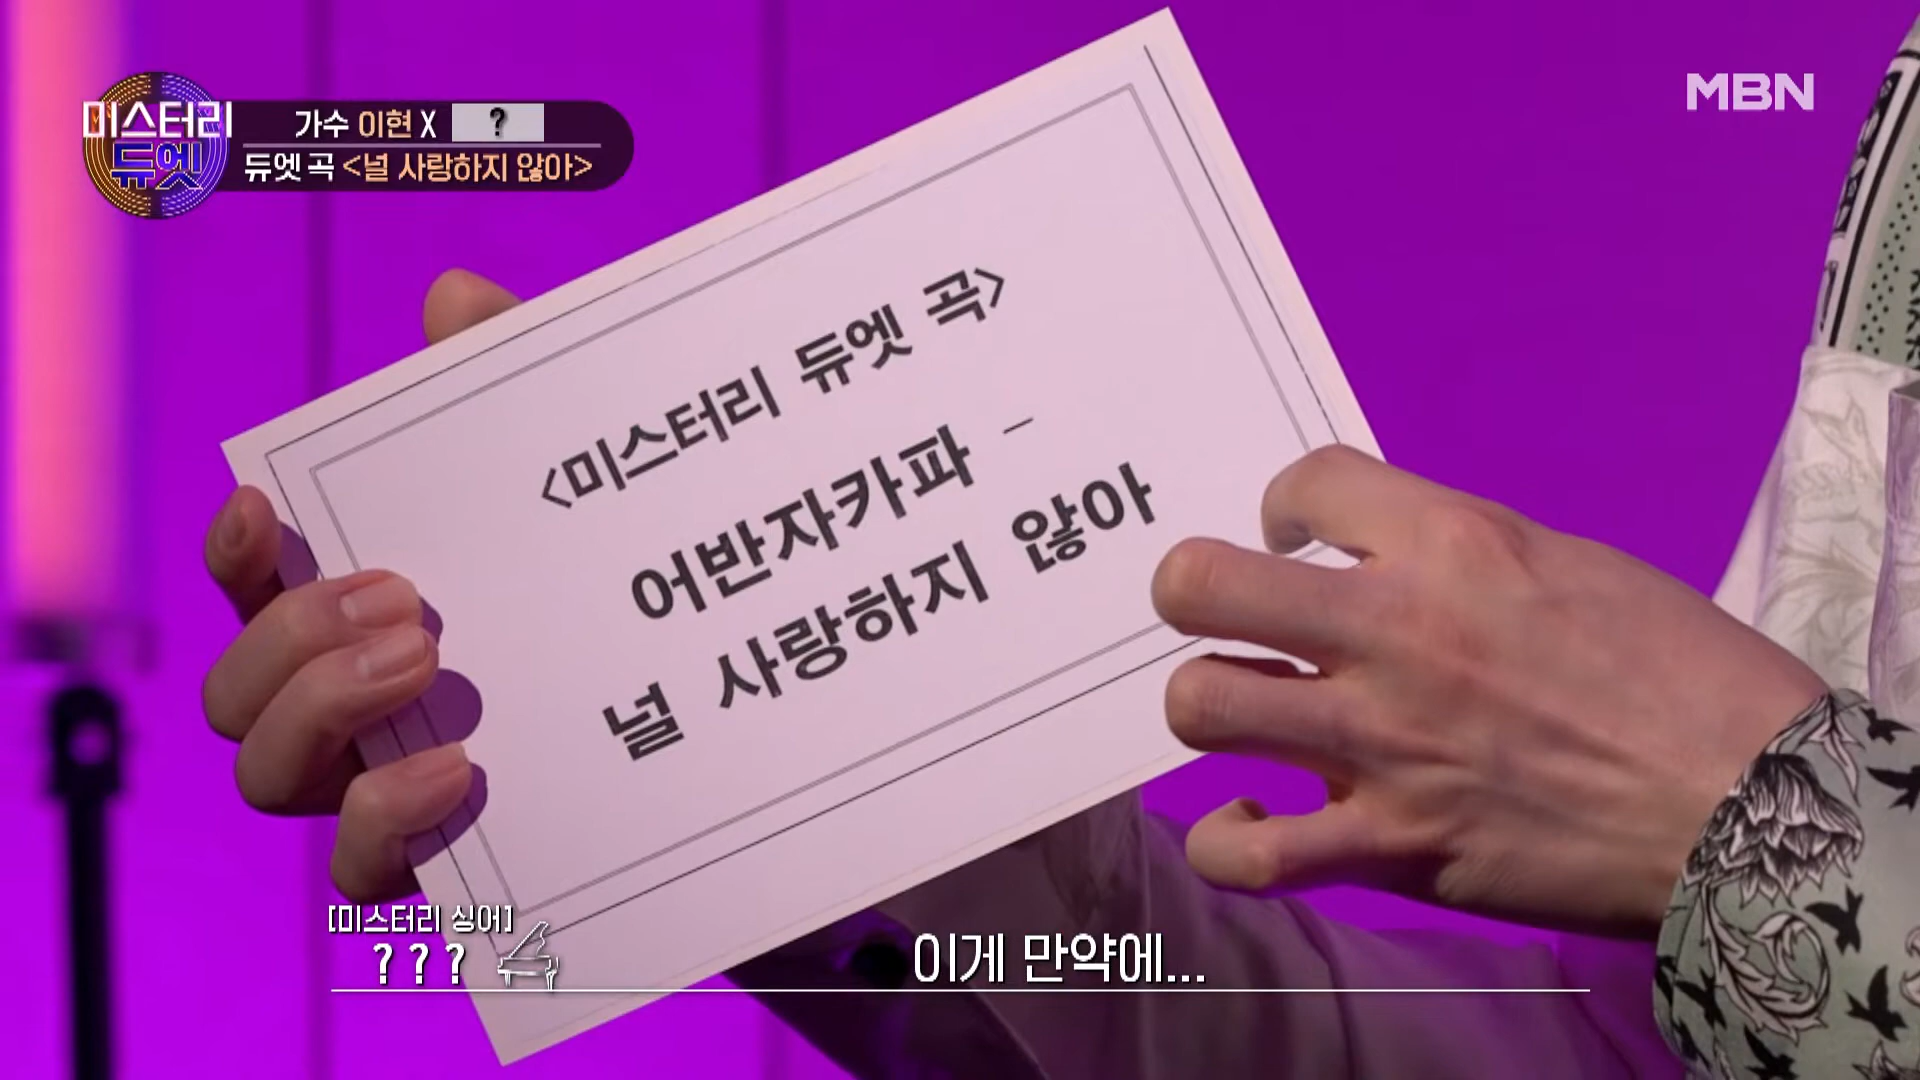 미스터리
듀엣
가수 이현 X ?
듀엣 곡 <널 사랑하지 않아>
MBN
<미스터리 듀엣 곡>
어반자카파 -
널 사랑하지 않아
[미스터리 싱어]
? ? ?
이게 만약에...